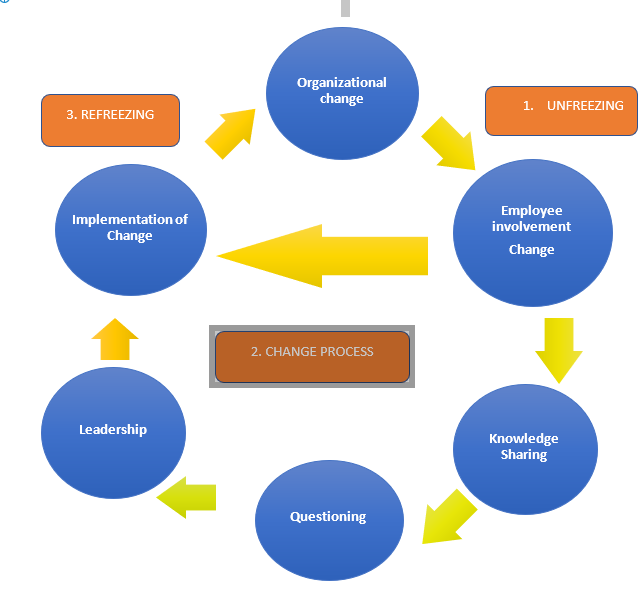 Organizational
change
1. UNFREEZING
3. REFREEZING
Employee
involvement
Change
Implementation of
Change
2. CHANGE PROCESS
Leadership
Knowledge
Sharing
Questioning